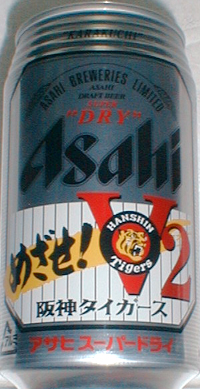 "KARAKUCHI"
ASAHI BREWERIES LIMITED
ASAHI
DRAFT BEER
SUPER
"DRY"
Asahi
めざせ! V2
HANSHIN
Tigers
阪神タイガース
アサヒ スーパードライ